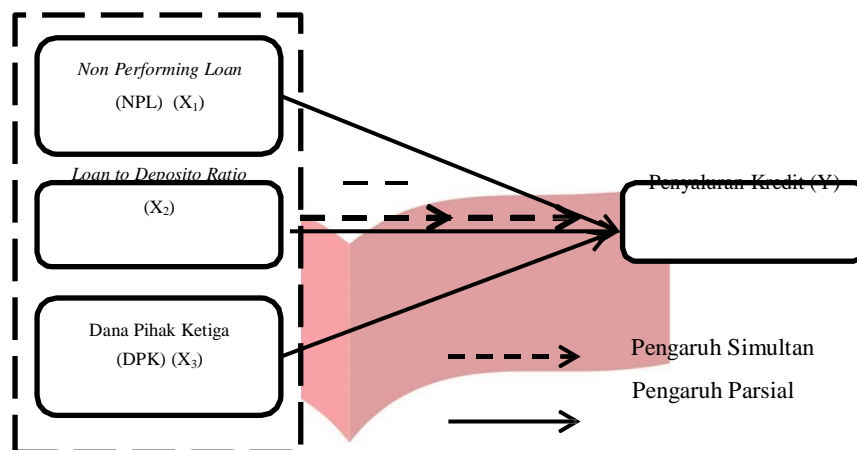 Non Performing Loan
(NPL) (X₁)
Loan to Deposito Ratio
(X₂)
Penyaluran Kredit (Y)
Dana Pihak Ketiga
(DPK) (X₃)
Pengaruh Simultan
Pengaruh Parsial